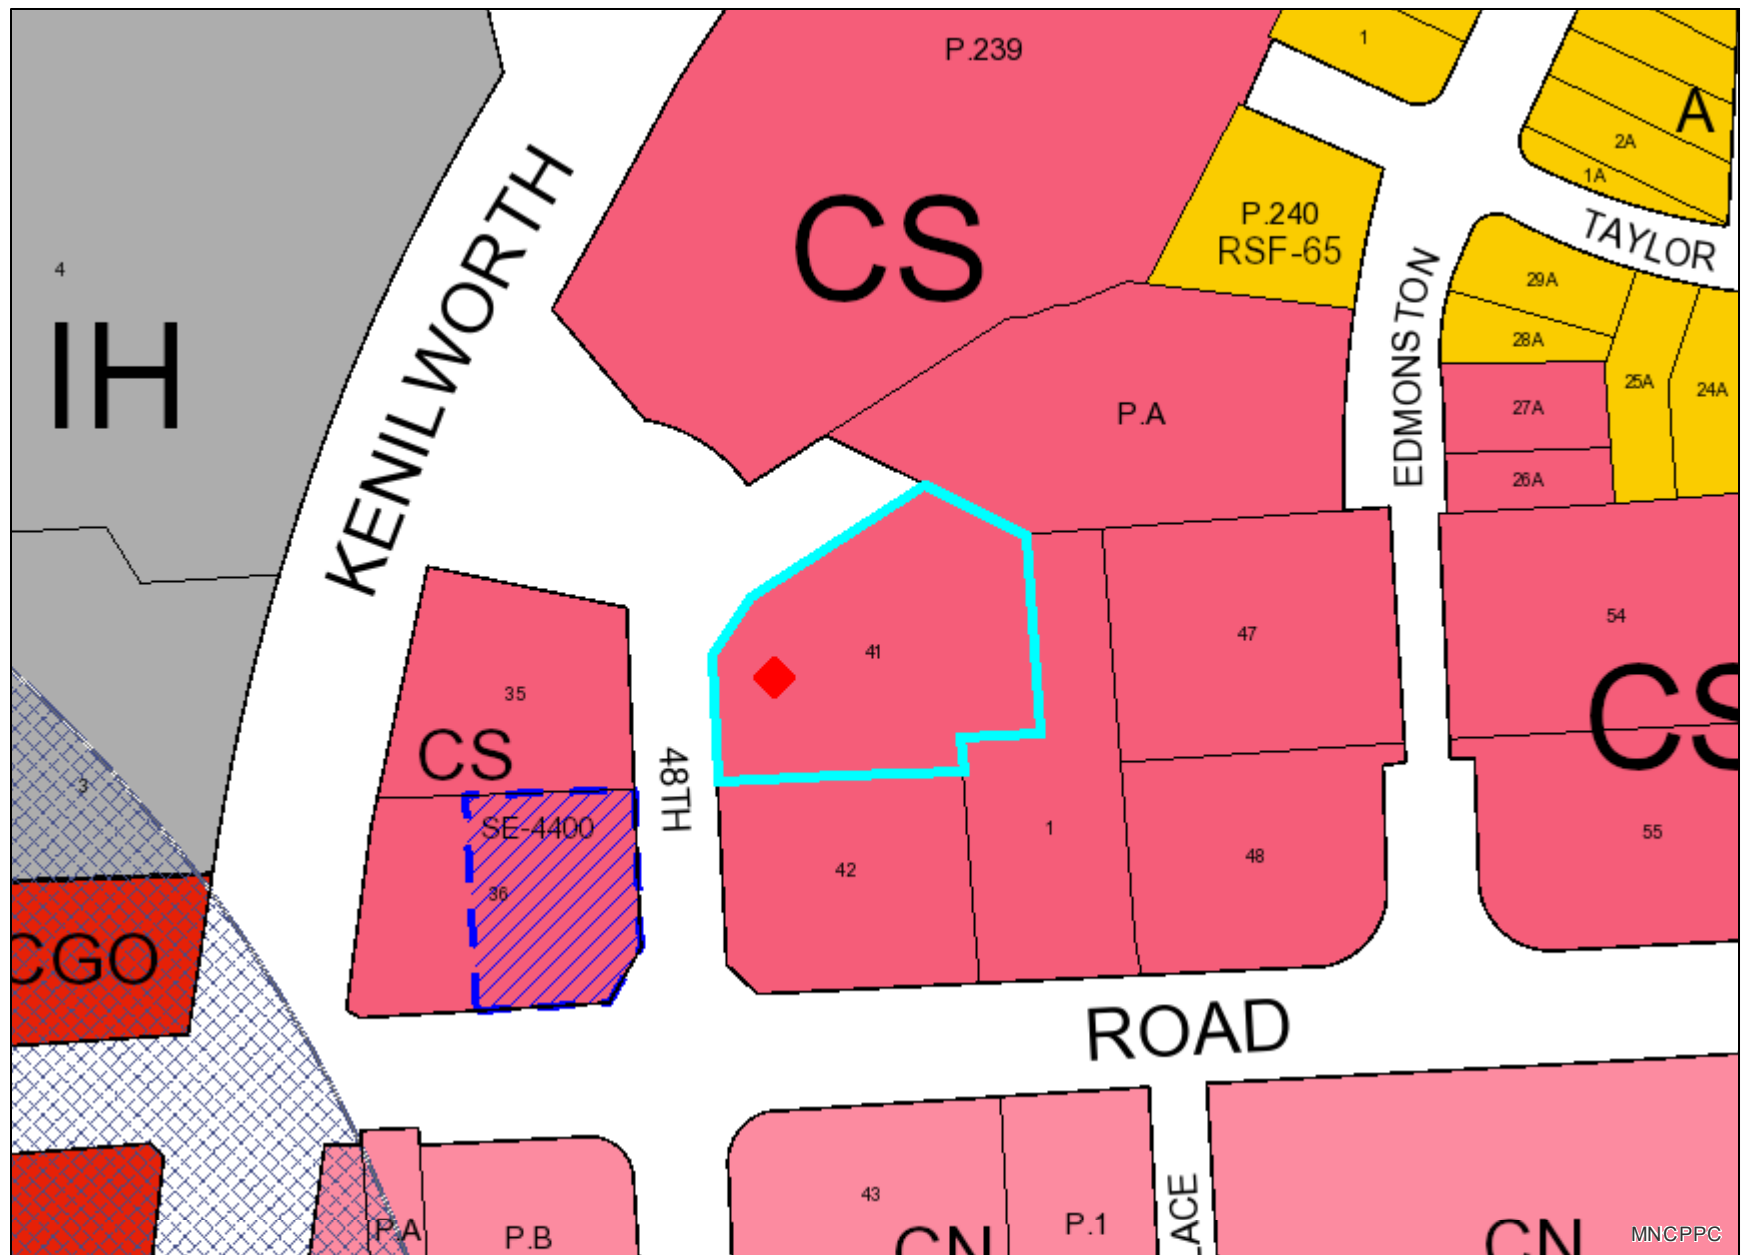 P.239
1
A
2A
1A
CS
P.240
RSF-65
TAYLOR
4
29A
IH
KENILWORTH
EDMONSTON
28A
25A
24A
27A
P.A
26A
54
47
41
35
CS
CS
48TH
3
SE-4400
1
55
48
42
36
CGO
ROAD
43
P.A
P.B
P.1
LACE
CN
CN
MNCPPC